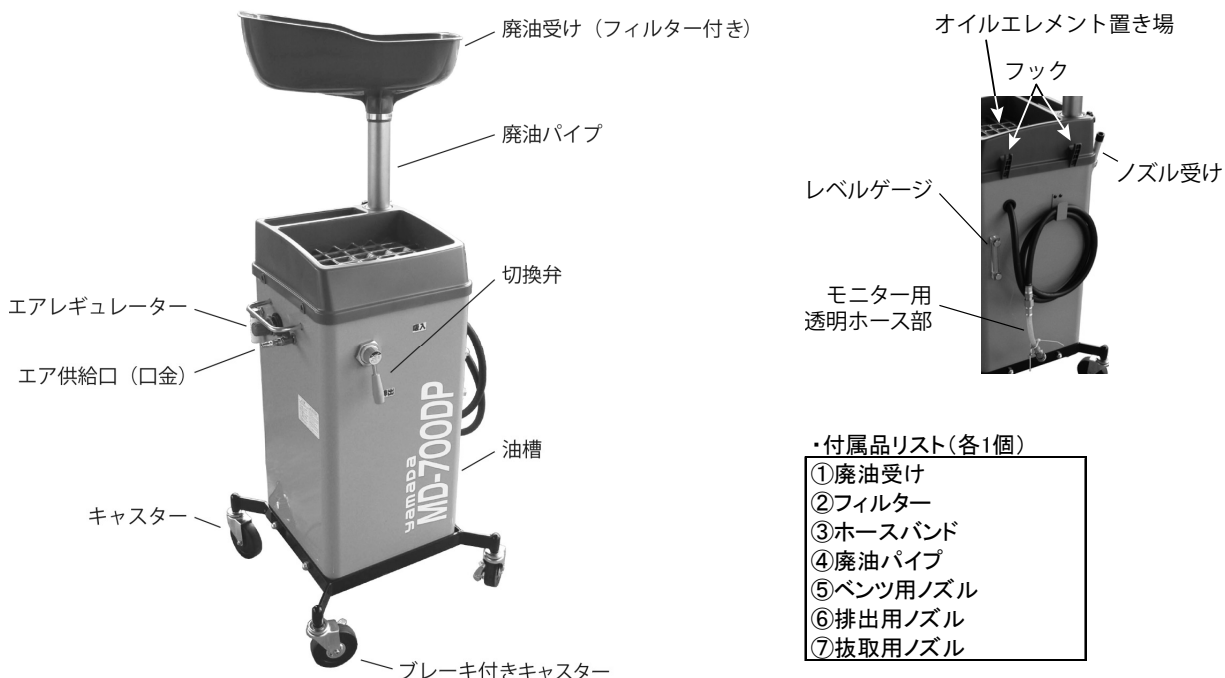 廃油受け（フィルター付き）
廃油パイプ
切換弁
エアレギュレーター
エア供給口（口金）
吸入
排出
yamada
MD-700DP
油槽
キャスター
ブレーキ付きキャスター
オイルエレメント置き場
フック
ノズル受け
レベルゲージ
モニター用
透明ホース部
・付属品リスト（各1個）
①廃油受け
②フィルター
③ホースバンド
④廃油パイプ
⑤ベンツ用ノズル
⑥排出用ノズル
⑦抜取用ノズル